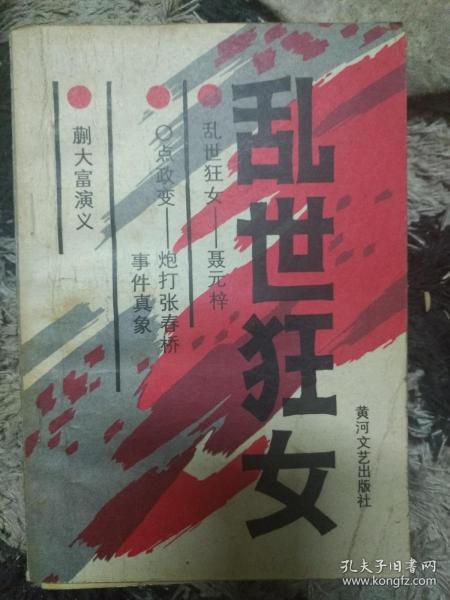 乱世狂女
乱世狂女——聂元梓
〇点政变——炮打张春桥
事件真象
蒯大富演义
黄河文艺出版社
孔夫子旧书网
www.kongfz.com